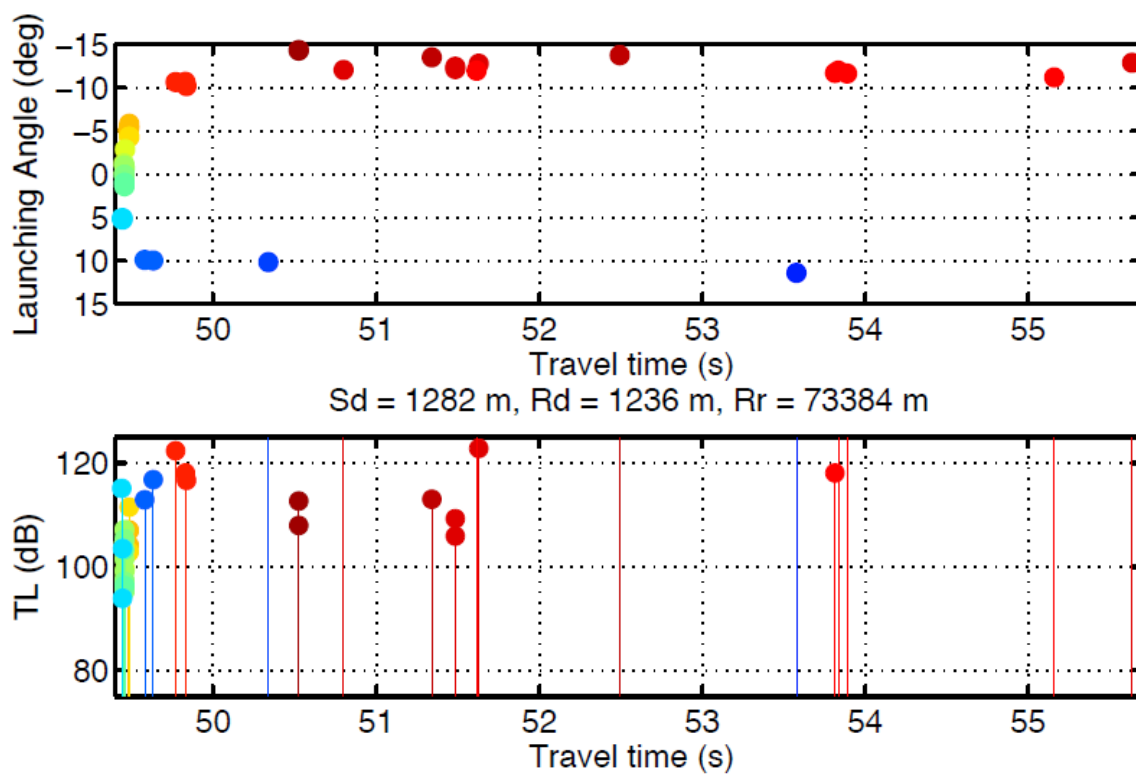 Launching Angle (deg)
−15
−10
−5
0
5
10
15
50 51 52 53 54 55
Travel time (s)
Sd = 1282 m, Rd = 1236 m, Rr = 73384 m
TL (dB)
120
100
80
50 51 52 53 54 55
Travel time (s)